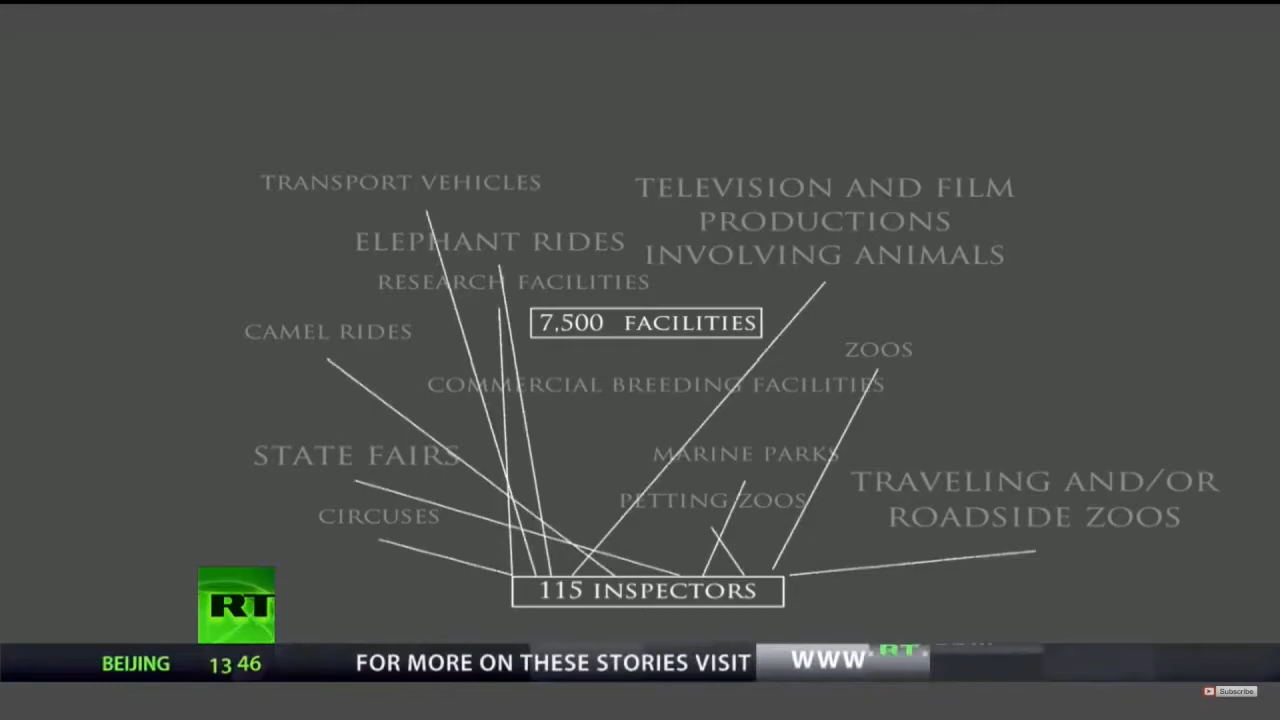 TRANSPORT VEHICLES
TELEVISION AND FILM
PRODUCTIONS
INVOLVING ANIMALS
ELEPHANT RIDES
RESEARCH FACILITIES
7,500 FACILITIES
CAMEL RIDES
ZOOS
COMMERCIAL BREEDING FACILITIES
STATE FAIRS
MARINE PARKS
TRAVELING AND/OR
ROADSIDE ZOOS
PETTING ZOOS
CIRCUSES
115 INSPECTORS
RT
BEIJING 13 46 FOR MORE ON THESE STORIES VISIT WWW.RT.
Subscribe